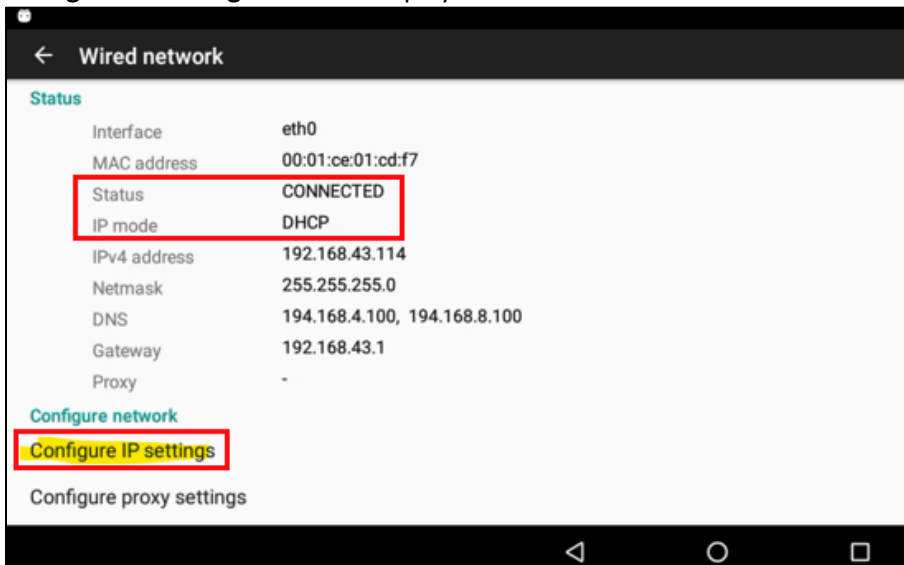 Wired network
Status
Interface eth0
MAC address 00:01:ce:01:cd:f7
Status CONNECTED
IP mode DHCP
IPv4 address 192.168.43.114
Netmask 255.255.255.0
DNS 194.168.4.100, 194.168.8.100
Gateway 192.168.43.1
Proxy -
Configure network
Configure IP settings
Configure proxy settings